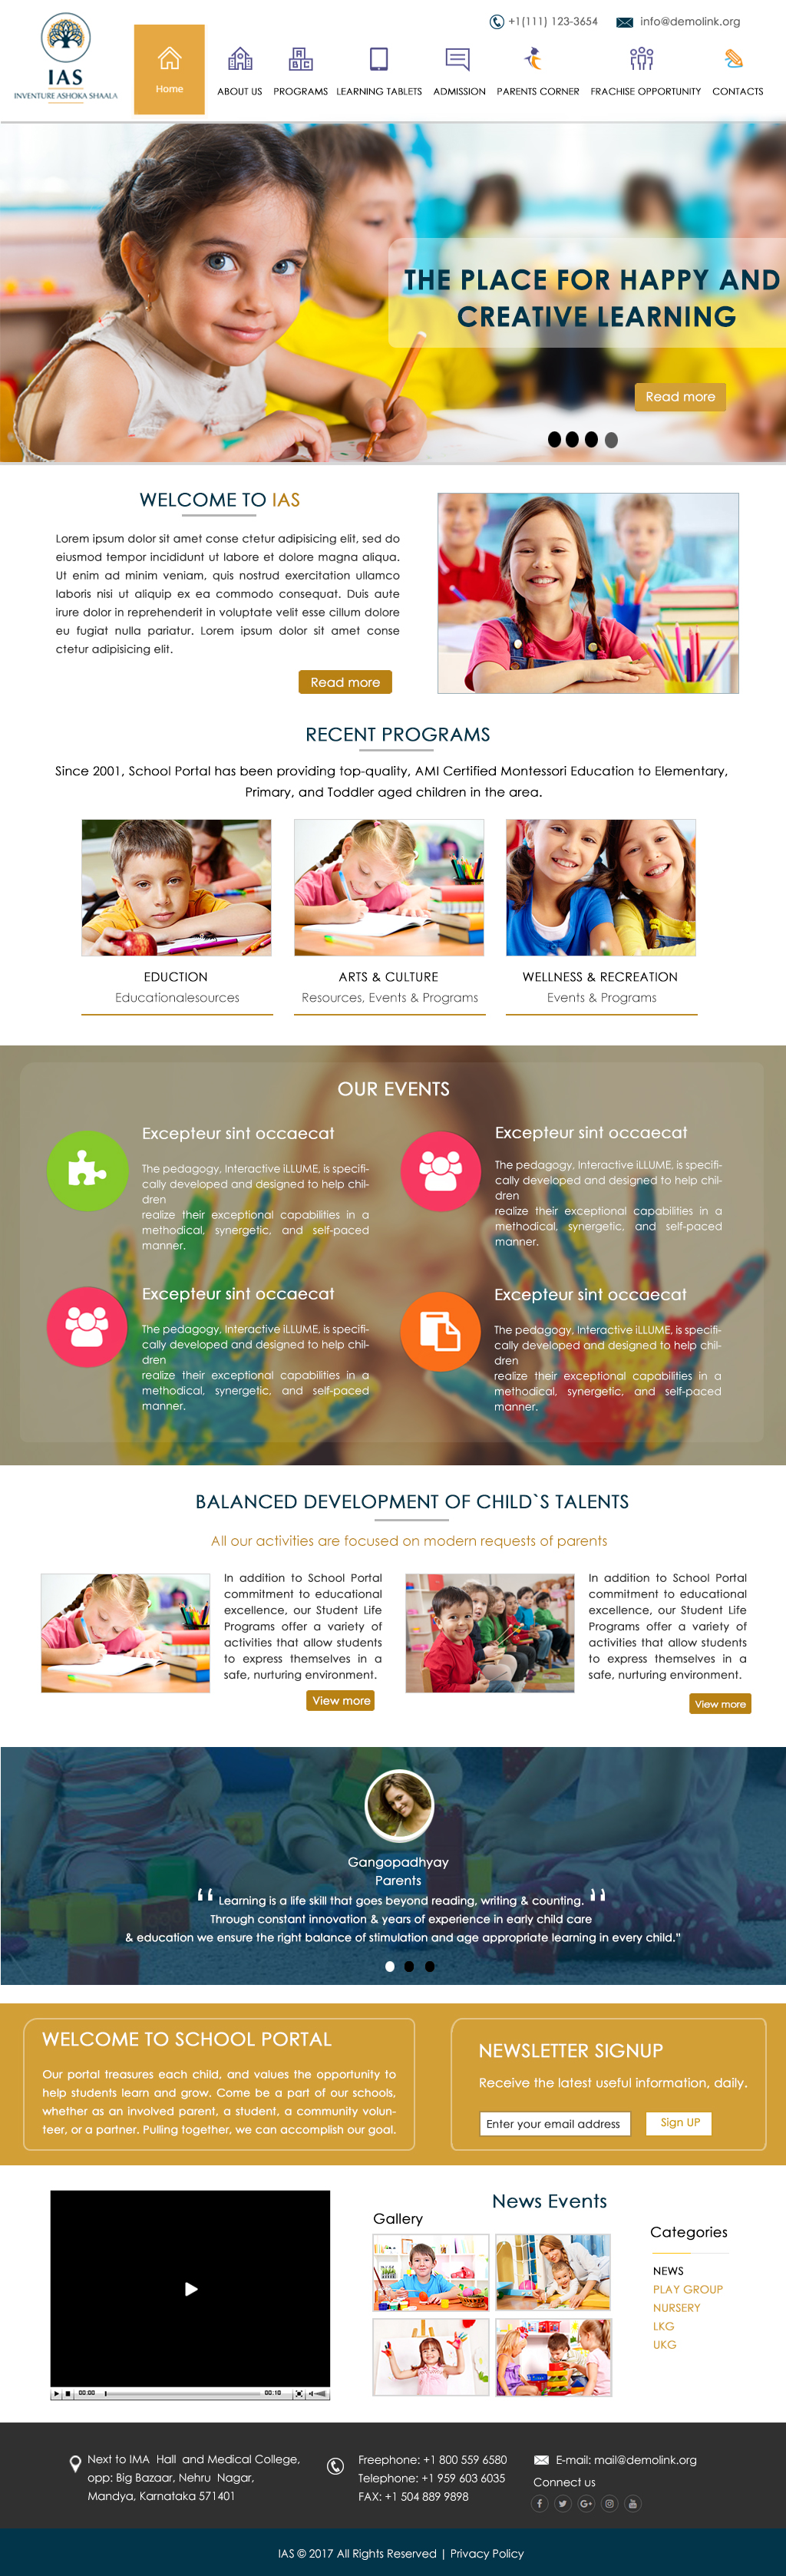 +1(111) 123-3654 info@demolink.org
IAS
INVENTURE ASHOKA SHAALA
Home
ABOUT US PROGRAMS LEARNING TABLETS ADMISSION PARENTS CORNER FRACHISE OPPORTUNITY CONTACTS
THE PLACE FOR HAPPY AND
CREATIVE LEARNING
Read more
WELCOME TO IAS
Lorem ipsum dolor sit amet conse ctetur adipisicing elit, sed do
eiusmod tempor incididunt ut labore et dolore magna aliqua.
Ut enim ad minim veniam, quis nostrud exercitation ullamco
laboris nisi ut aliquip ex ea commodo consequat. Duis aute
irure dolor in reprehenderit in voluptate velit esse cillum dolore
eu fugiat nulla pariatur. Lorem ipsum dolor sit amet conse
ctetur adipisicing elit.
Read more
RECENT PROGRAMS
Since 2001, School Portal has been providing top-quality, AMI Certified Montessori Education to Elementary,
Primary, and Toddler aged children in the area.
EDUCTION
Educationalesources
ARTS & CULTURE
Resources, Events & Programs
WELLNESS & RECREATION
Events & Programs
OUR EVENTS
Excepteur sint occaecat
The pedagogy, Interactive iLLUME, is specifi-
cally developed and designed to help chil-
dren
realize their exceptional capabilities in a
methodical, synergetic, and self-paced
manner.
Excepteur sint occaecat
The pedagogy, Interactive iLLUME, is specifi-
cally developed and designed to help chil-
dren
realize their exceptional capabilities in a
methodical, synergetic, and self-paced
manner.
Excepteur sint occaecat
The pedagogy, Interactive iLLUME, is specifi-
cally developed and designed to help chil-
dren
realize their exceptional capabilities in a
methodical, synergetic, and self-paced
manner.
Excepteur sint occaecat
The pedagogy, Interactive iLLUME, is specifi-
cally developed and designed to help chil-
dren
realize their exceptional capabilities in a
methodical, synergetic, and self-paced
manner.
BALANCED DEVELOPMENT OF CHILD`S TALENTS
All our activities are focused on modern requests of parents
In addition to School Portal
commitment to educational
excellence, our Student Life
Programs offer a variety of
activities that allow students
to express themselves in a
safe, nurturing environment.
View more
In addition to School Portal
commitment to educational
excellence, our Student Life
Programs offer a variety of
activities that allow students
to express themselves in a
safe, nurturing environment.
View more
Gangopadhyay
Parents
" Learning is a life skill that goes beyond reading, writing & counting. "
Through constant innovation & years of experience in early child care
& education we ensure the right balance of stimulation and age appropriate learning in every child."
WELCOME TO SCHOOL PORTAL
Our portal treasures each child, and values the opportunity to
help students learn and grow. Come be a part of our schools,
whether as an involved parent, a student, a community volun-
teer, or a partner. Pulling together, we can accomplish our goal.
NEWSLETTER SIGNUP
Receive the latest useful information, daily.
Enter your email address Sign UP
00:00 00:10
News Events
Gallery
Categories
NEWS
PLAY GROUP
NURSERY
LKG
UKG
Next to IMA Hall and Medical College,
opp: Big Bazaar, Nehru Nagar,
Mandya, Karnataka 571401
Freephone: +1 800 559 6580
Telephone: +1 959 603 6035
FAX: +1 504 889 9898
E-mail: mail@demolink.org
Connect us
IAS © 2017 All Rights Reserved | Privacy Policy